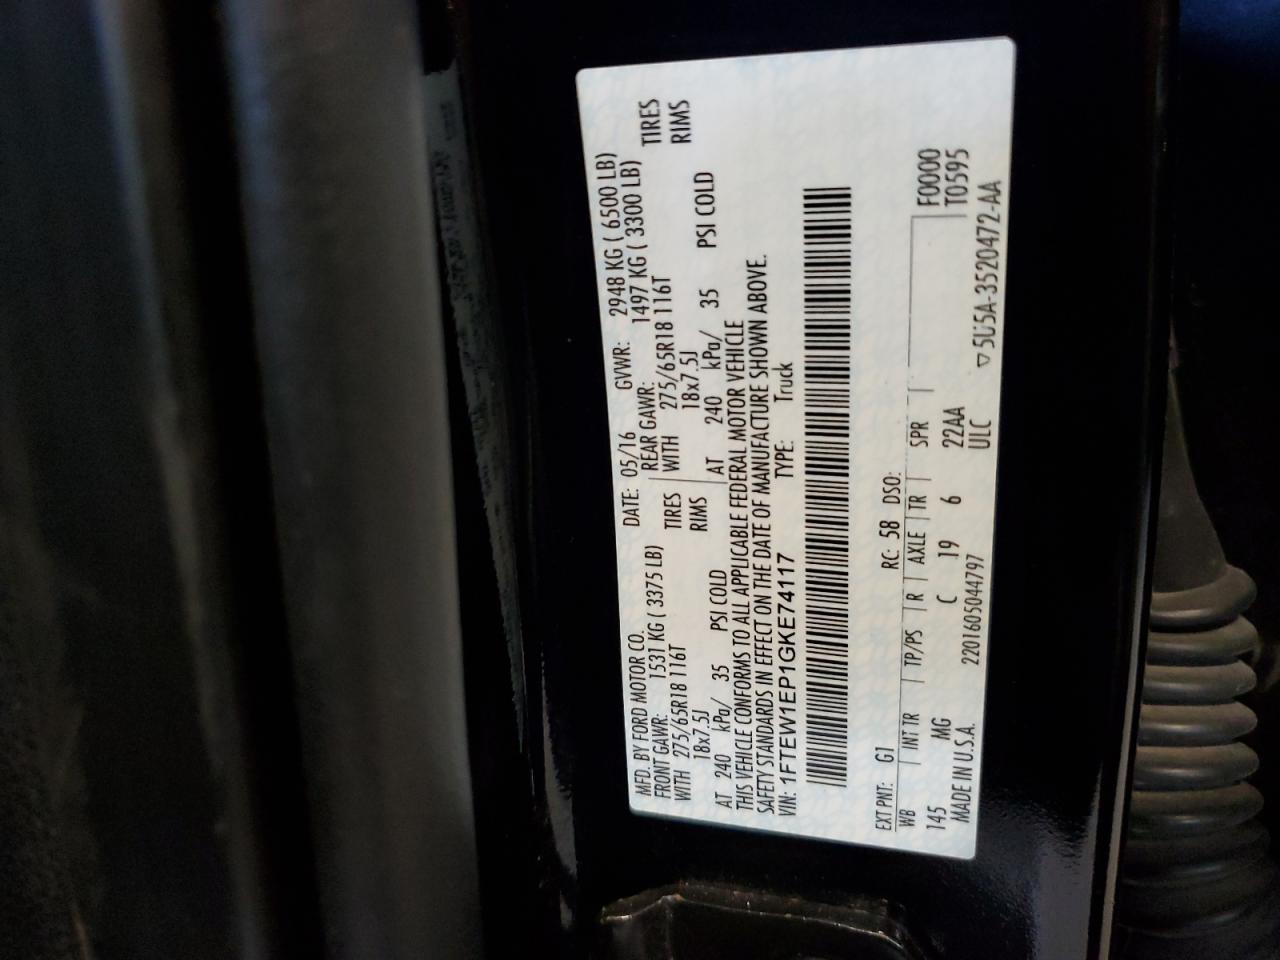 MFD. BY FORD MOTOR CO.
DATE: 05/16 GVWR: 2948 KG ( 6500 LB)
FRONT GAWR: 1531 KG ( 3375 LB) REAR GAWR: 1497 KG ( 3300 LB)
WITH 275/65R18 116T TIRES WITH 275/65R18 116T TIRES
18x7.5J RIMS 18x7.5J RIMS
AT 240 kPa/ 35 PSI COLD AT 240 kPa/ 35 PSI COLD
THIS VEHICLE CONFORMS TO ALL APPLICABLE FEDERAL MOTOR VEHICLE
SAFETY STANDARDS IN EFFECT ON THE DATE OF MANUFACTURE SHOWN ABOVE.
VIN: 1FTEW1EP1GKE74117 TYPE: Truck
EXT PNT: G1 RC: 58 DSO:
WB INT TR TP/PS R AXLE TR SPR F0000
145 MG C 19 6 22AA T0595
MADE IN U.S.A. 2201605044797 ULC
▽ 5U5A-3520472-AA